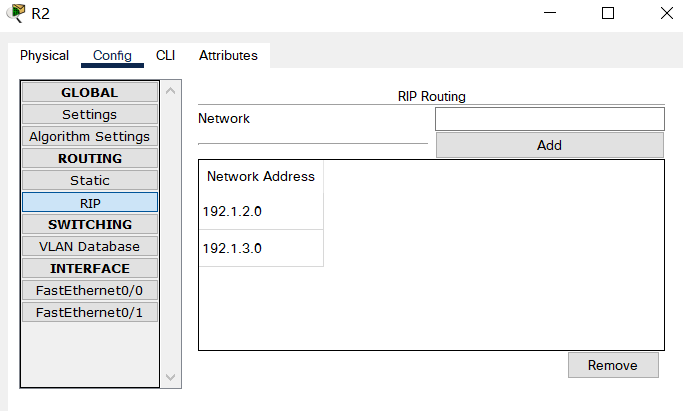 R2
Physical Config CLI Attributes
GLOBAL
Settings
Algorithm Settings
ROUTING
Static
RIP
SWITCHING
VLAN Database
INTERFACE
FastEthernet0/0
FastEthernet0/1
RIP Routing
Network
Add
Network Address
192.1.2.0
192.1.3.0
Remove